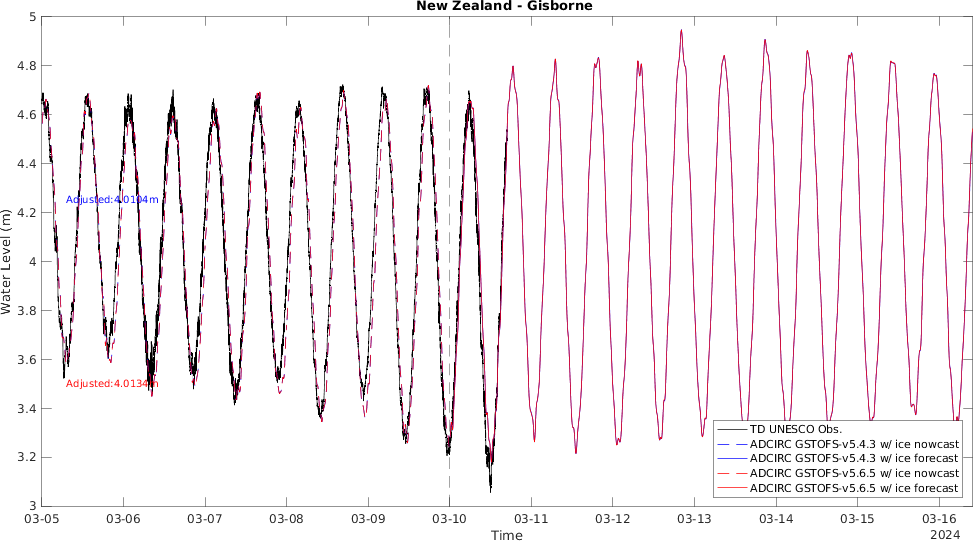 New Zealand - Gisborne
5
4.8
4.6
4.4
4.2
4
3.8
3.6
3.4
3.2
3
Water Level (m)
Adjusted:4.0104m
Adjusted:4.0134m
TD UNESCO Obs.
ADCIRC GSTOFS-v5.4.3 w/ ice nowcast
ADCIRC GSTOFS-v5.4.3 w/ ice forecast
ADCIRC GSTOFS-v5.6.5 w/ ice nowcast
ADCIRC GSTOFS-v5.6.5 w/ ice forecast
03-05 03-06 03-07 03-08 03-09 03-10 03-11 03-12 03-13 03-14 03-15 03-16
Time 2024